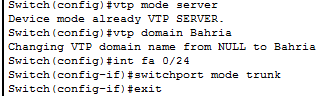 Switch(config)#vtp mode server
Device mode already VTP SERVER.
Switch(config)#vtp domain Bahria
Changing VTP domain name from NULL to Bahria
Switch(config)#int fa 0/24
Switch(config-if)#switchport mode trunk
Switch(config-if)#exit